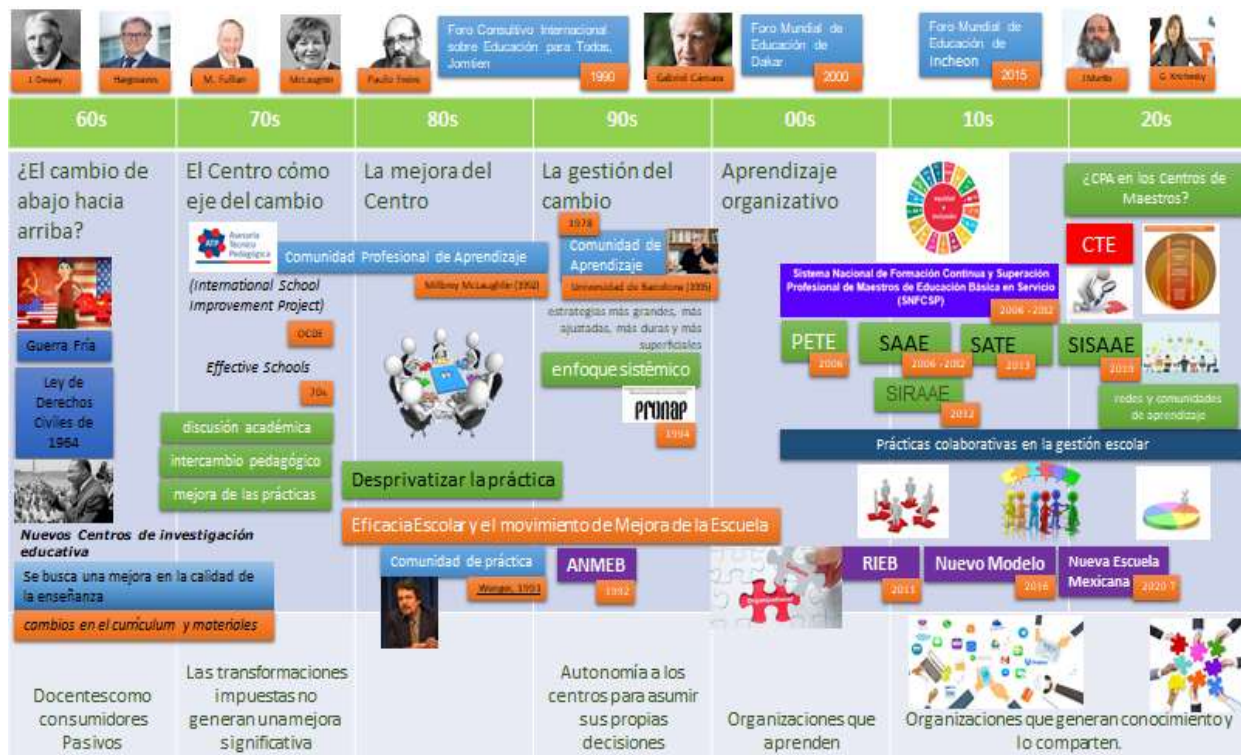 J. Dewey
Hargreaves
M. Fullan
McLaughlin
Paulo Freire
Foro Consultivo Internacional
sobre Educación para Todos,
Jomtien
1990
Gabriel Cámara
Foro Mundial de
Educación de
Dakar
2000
Foro Mundial de
Educación de
Incheon
2015
J.Murillo
G. Krichesky
60s
70s
80s
90s
00s
10s
20s
¿El cambio de
abajo hacia
arriba?
Guerra Fría
Ley de
Derechos
Civiles de
1964
Nuevos Centros de investigación
educativa
Se busca una mejora en la calidad de
la enseñanza
cambios en el currículum y materiales
Docentescomo
consumidores
Pasivos
El Centro cómo
eje del cambio
ATP
Asesoría
Técnico
Pedagógica
Comunidad Profesional de Aprendizaje
Milbrey McLaughlin (1992)
(International School
Improvement Project)
OCDE
Effective Schools
70s
discusión académica
intercambio pedagógico
mejora de las prácticas
Las transformaciones
impuestas no
generan unamejora
significativa
La mejora del
Centro
Desprivatizar la práctica
Eficacia Escolar y el movimiento de Mejora de la Escuela
Comunidad de práctica
Wenger, 1991
La gestión del
cambio
1978
Comunidad de
Aprendizaje
Universidad de Barcelona (1995)
estrategias más grandes, más
ajustadas, más duras y más
superficiales
enfoque sistémico
pronap
1994
ANMEB
1992
Autonomía a los
centros para asumir
sus propias
decisiones
Aprendizaje
organizativo
Sistema Nacional de Formación Continua y Superación
Profesional de Maestros de Educación Básica en Servicio
(SNFCSP)
2006 -2012
PETE
2006
SAAE
2006 -2012
SATE
2013
SISAAE
SIRAAE
2012
Prácticas colaborativas en la gestión escolar
RIEB
2011
Nuevo Modelo
2016
Nueva Escuela
Mexicana
2020 ?
¿CPA en los Centros de
Maestros?
CTE
redes y comunidades
de aprendizaje
Organizaciones que
aprenden
Organizaciones que generan conocimiento y
lo comparten.